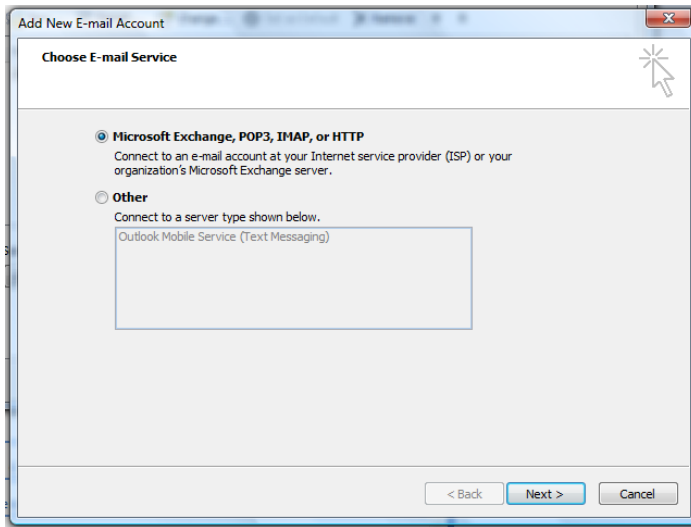 Add New E-mail Account
Choose E-mail Service
Microsoft Exchange, POP3, IMAP, or HTTP
Connect to an e-mail account at your Internet service provider (ISP) or your
organization's Microsoft Exchange server.
Other
Connect to a server type shown below.
Outlook Mobile Service (Text Messaging)
< Back Next > Cancel